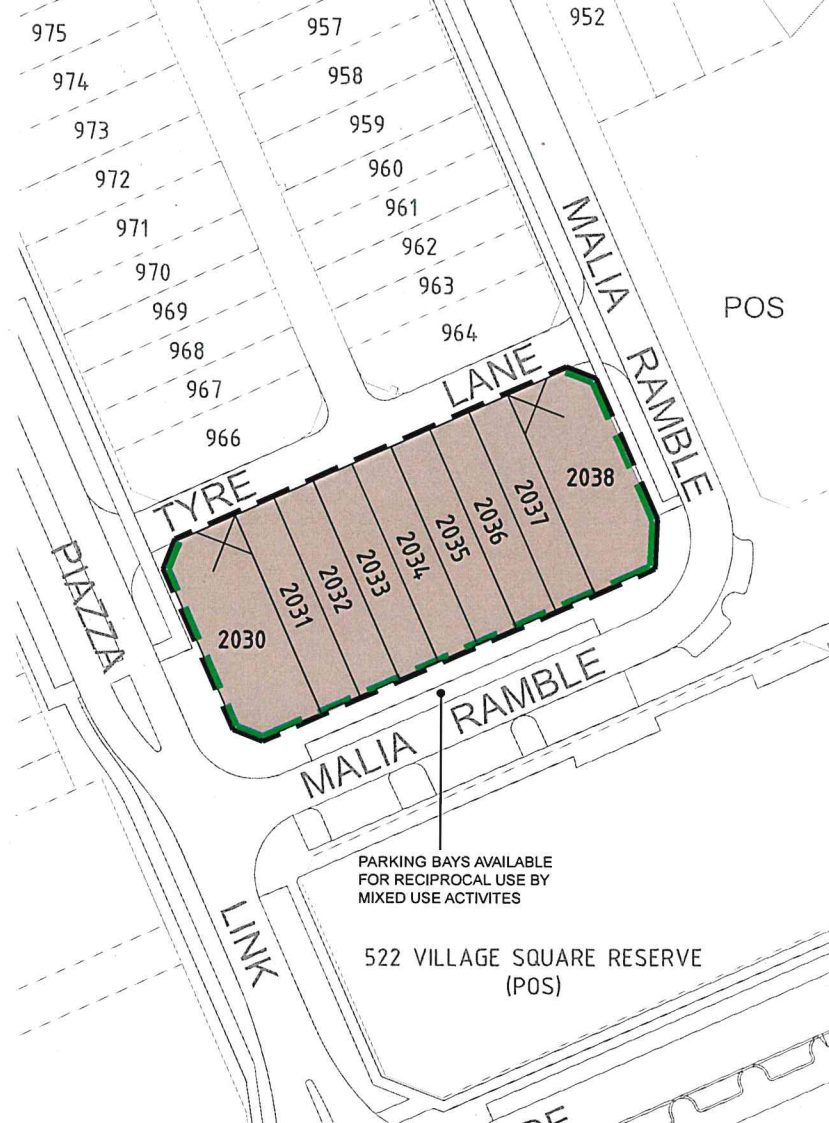 975
974
973
972
971
970
969
968
967
966
957
958
959
960
961
962
963
964
952
POS
MALIA RAMBLE
TYRE LANE
PIAZZA LINK
2030
2031
2032
2033
2034
2035
2036
2037
2038
MALIA RAMBLE
PARKING BAYS AVAILABLE
FOR RECIPROCAL USE BY
MIXED USE ACTIVITES
522 VILLAGE SQUARE RESERVE
(POS)